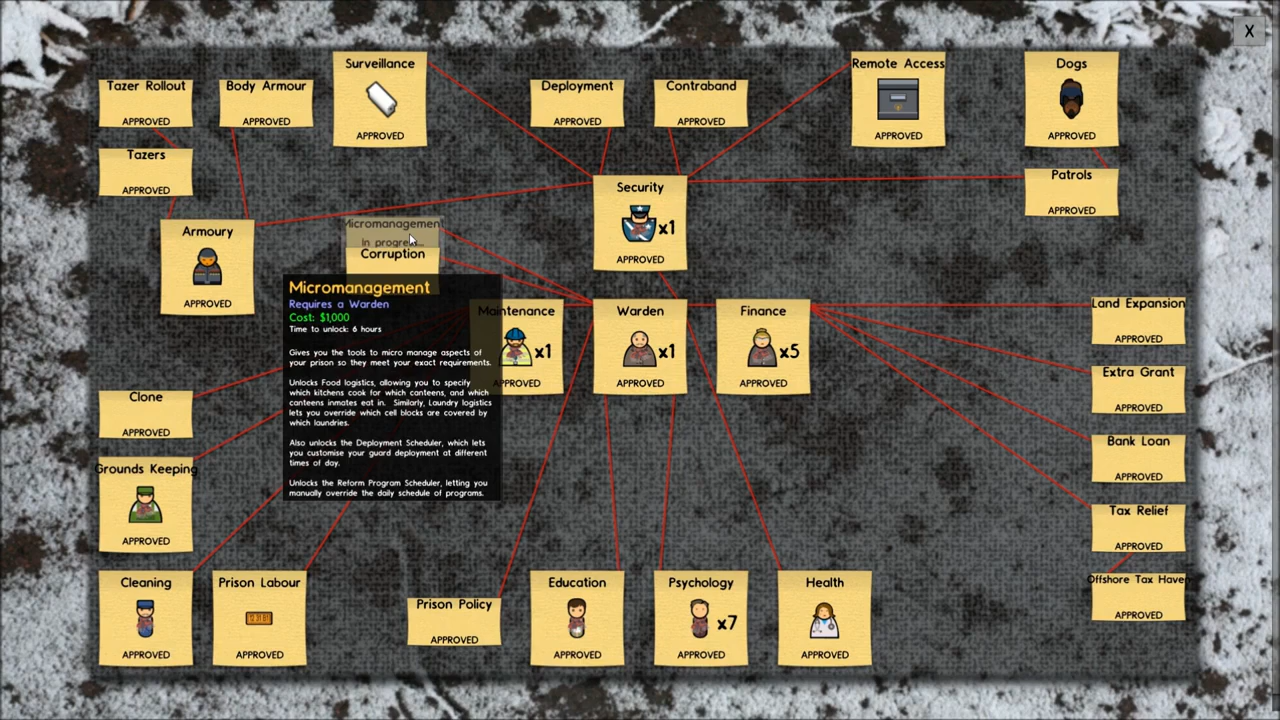 X
Surveillance
APPROVED
Tazer Rollout
APPROVED
Body Armour
APPROVED
Deployment
APPROVED
Contraband
APPROVED
Remote Access
APPROVED
Dogs
APPROVED
Tazers
APPROVED
Patrols
APPROVED
Security
x1
APPROVED
Armoury
APPROVED
Micromanagemen
In progre
Corruption
Micromanagement
Requires a Warden
Cost: $1,000
Time to unlock: 6 hours
Gives you the tools to micro manage aspects of
your prison so they meet your exact requirements.
Unlocks Food logistics, allowing you to specify
which kitchens cook for which canteens, and which
canteens inmates eat in. Similarly, Laundry logistics
lets you override which cell blocks are covered by
which laundries.
Also unlocks the Deployment Scheduler, which lets
you customise your guard deployment at different
times of day.
Unlocks the Reform Program Scheduler, letting you
manually override the daily schedule of programs.
Maintenance
x1
APPROVED
Warden
x1
APPROVED
Finance
x5
APPROVED
Land Expansion
APPROVED
Extra Grant
APPROVED
Clone
APPROVED
Bank Loan
APPROVED
Grounds Keeping
APPROVED
Tax Relief
APPROVED
Offshore Tax Haven
APPROVED
Cleaning
APPROVED
Prison Labour
APPROVED
Prison Policy
APPROVED
Education
APPROVED
Psychology
x7
APPROVED
Health
APPROVED